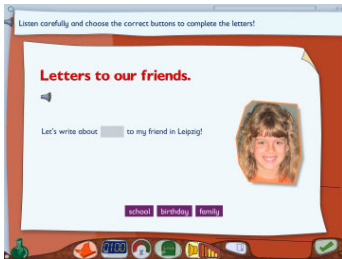 Listen carefully and choose the correct buttons to complete the letters!
Letters to our friends.
Let's write about to my friend in Leipzig!
school birthday family